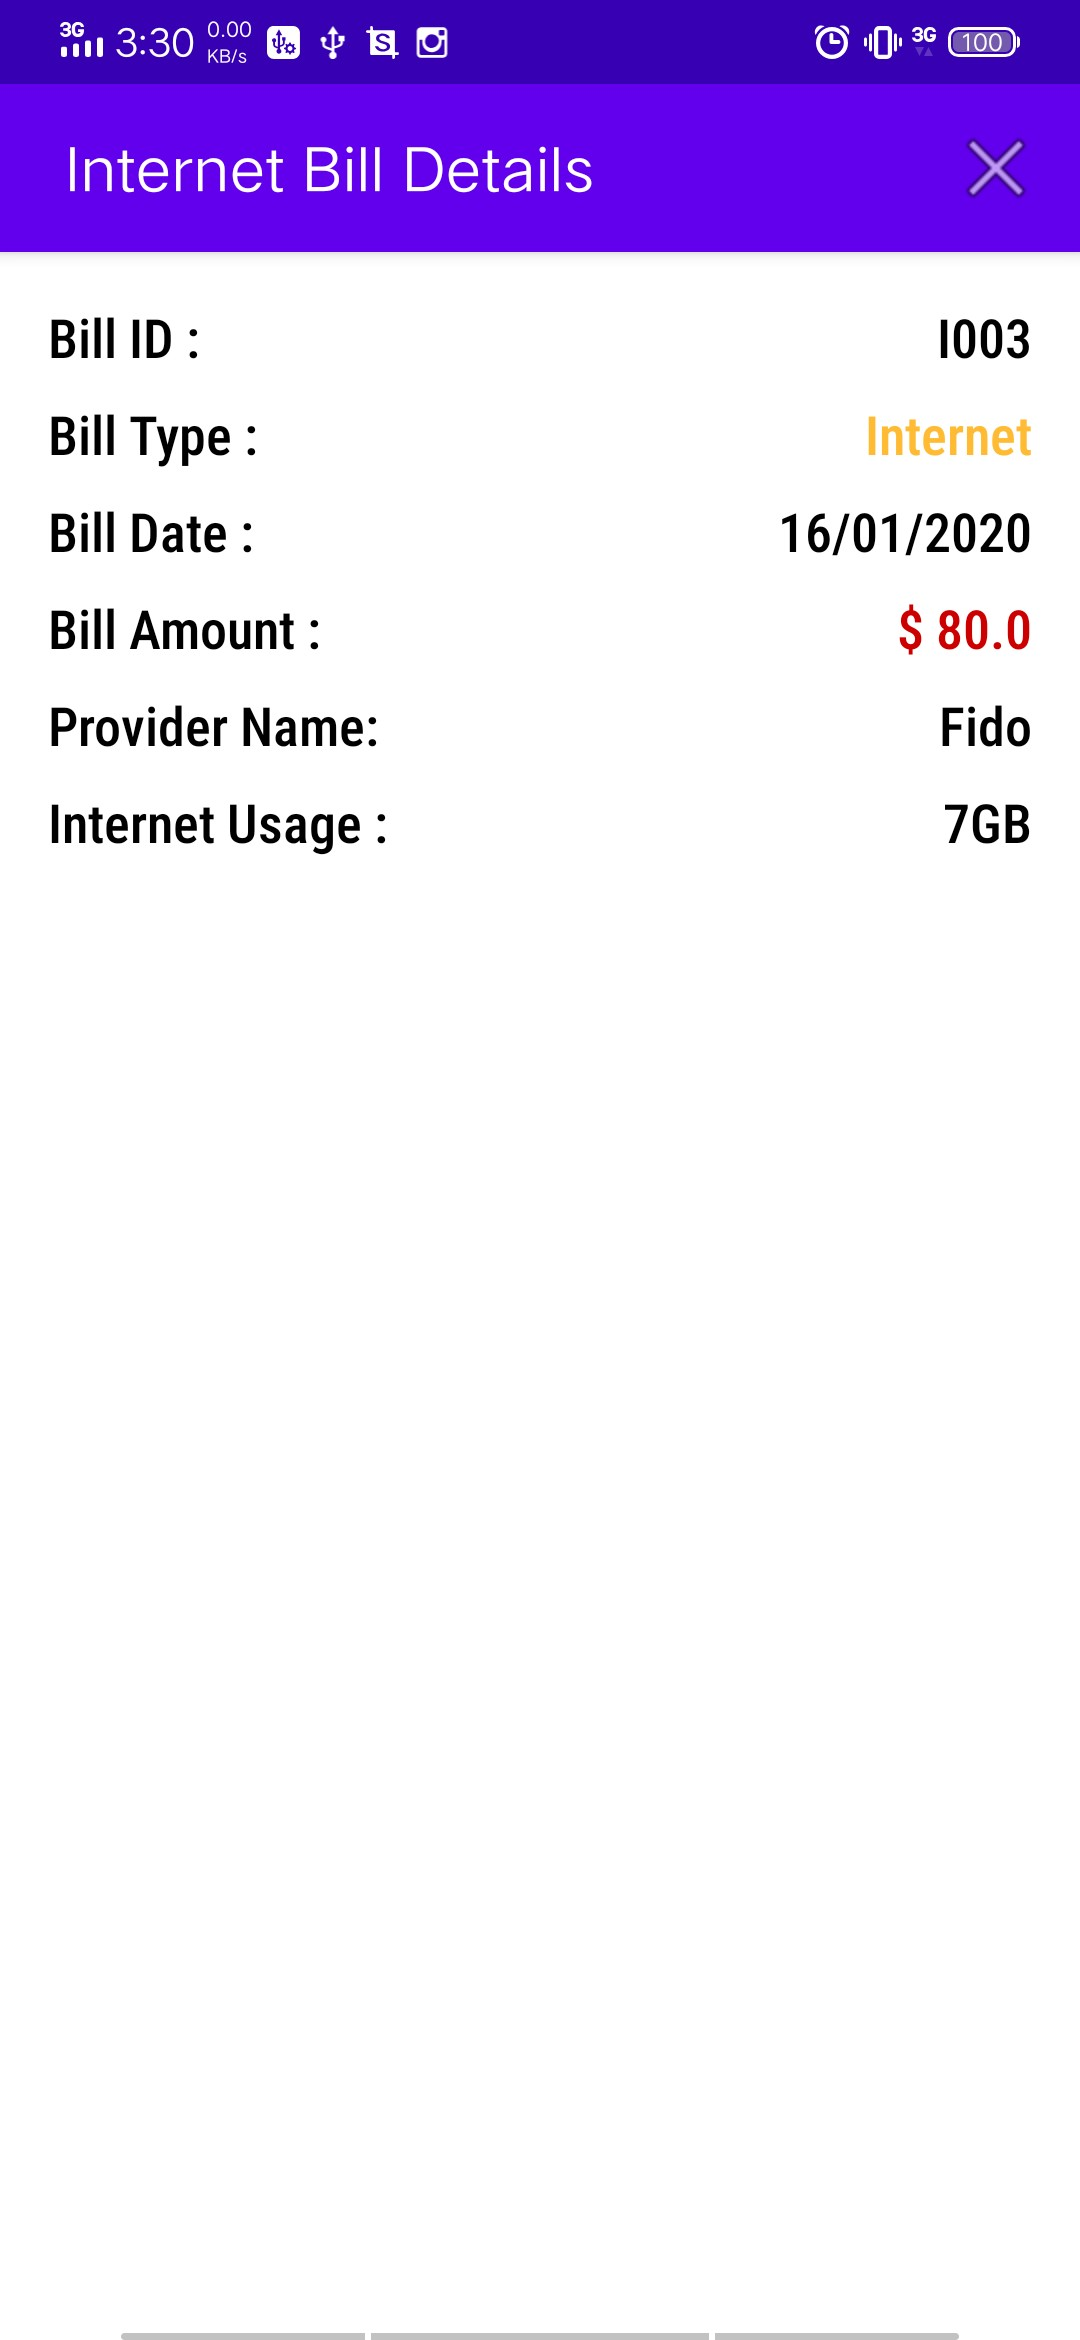 3G 3:30 0.00 KB/s 3G 100
Internet Bill Details
Bill ID : I003
Bill Type : Internet
Bill Date : 16/01/2020
Bill Amount : $ 80.0
Provider Name: Fido
Internet Usage : 7GB